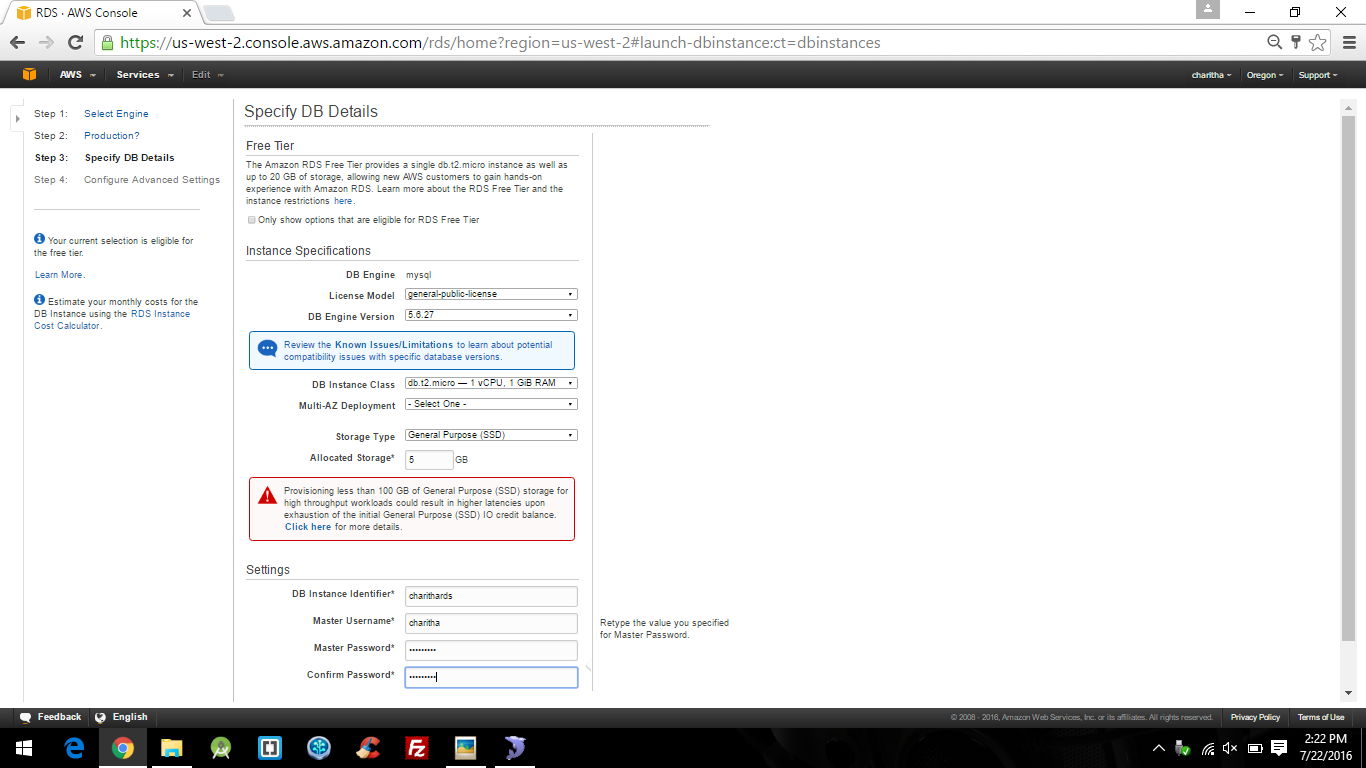 RDS · AWS Console
https://us-west-2.console.aws.amazon.com/rds/home?region=us-west-2#launch-dbinstance:ct=dbinstances
AWS Services Edit charitha Oregon Support
Step 1: Select Engine
Step 2: Production?
Step 3: Specify DB Details
Step 4: Configure Advanced Settings
Your current selection is eligible for
the free tier.
Learn More.
Estimate your monthly costs for the
DB Instance using the RDS Instance
Cost Calculator.
Specify DB Details
Free Tier
The Amazon RDS Free Tier provides a single db.t2.micro instance as well as
up to 20 GB of storage, allowing new AWS customers to gain hands-on
experience with Amazon RDS. Learn more about the RDS Free Tier and the
instance restrictions here.
Only show options that are eligible for RDS Free Tier
Instance Specifications
DB Engine mysql
License Model general-public-license
DB Engine Version 5.6.27
Review the Known Issues/Limitations to learn about potential
compatibility issues with specific database versions.
DB Instance Class db.t2.micro — 1 vCPU, 1 GiB RAM
Multi-AZ Deployment - Select One -
Storage Type General Purpose (SSD)
Allocated Storage* 5 GB
Provisioning less than 100 GB of General Purpose (SSD) storage for
high throughput workloads could result in higher latencies upon
exhaustion of the initial General Purpose (SSD) IO credit balance.
Click here for more details.
Settings
DB Instance Identifier* charithards
Master Username* charitha
Master Password* •••••••••
Confirm Password* •••••••••
Retype the value you specified
for Master Password.
Feedback English © 2008 - 2016, Amazon Web Services, Inc. or its affiliates. All rights reserved. Privacy Policy Terms of Use
2:22 PM
7/22/2016